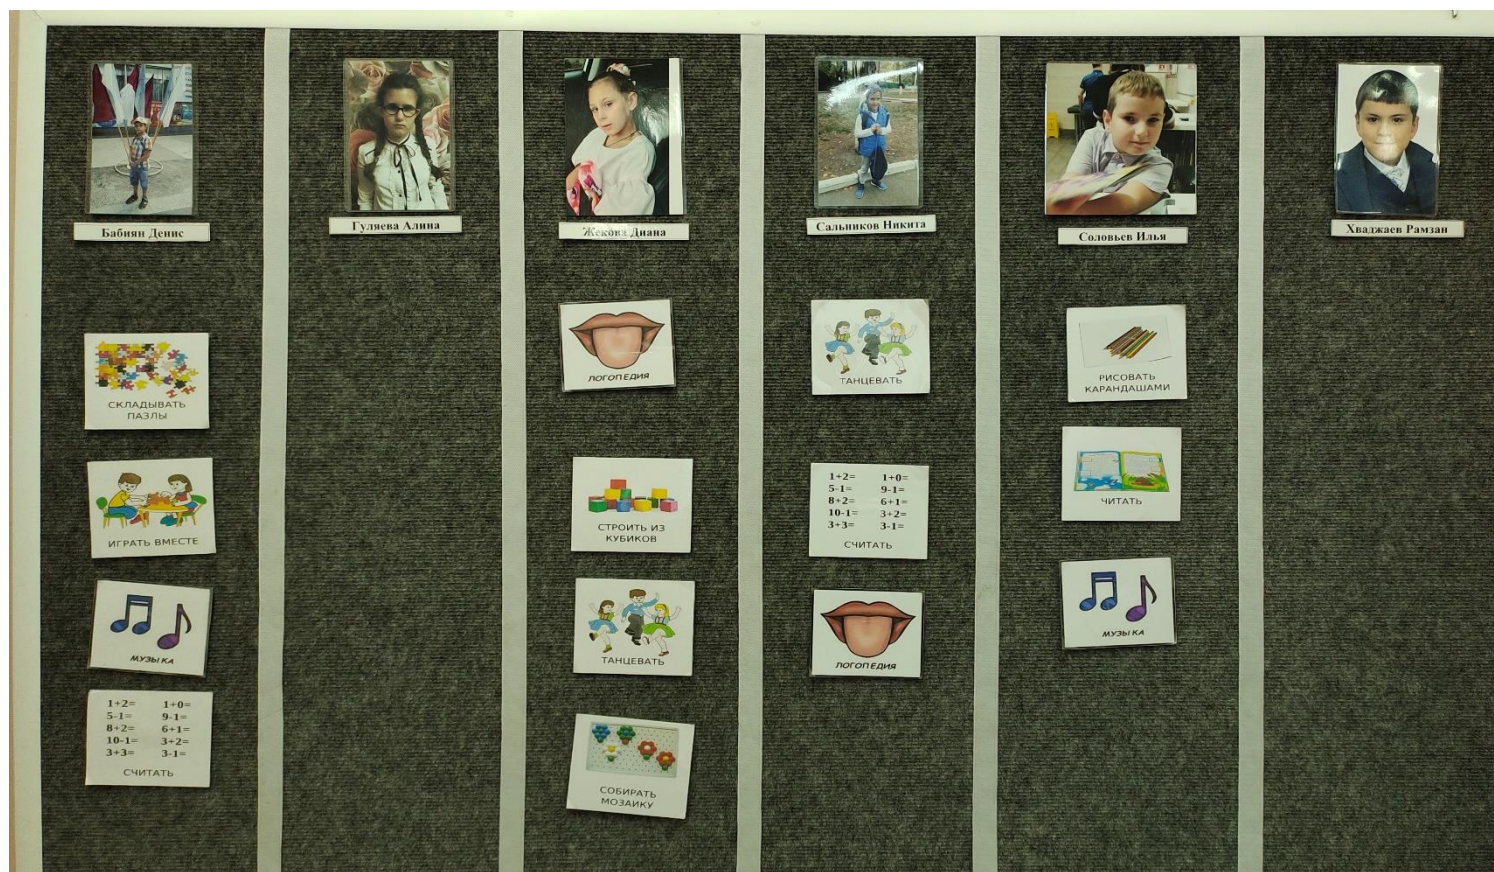 Бабиян Денис
Гуляева Алина
Жекова Диана
Сальников Никита
Соловьев Илья
Хваджаев Рамзан
СКЛАДЫВАТЬ
ПАЗЛЫ
ИГРАТЬ ВМЕСТЕ
МУЗЫКА
1+2= 1+0=
5-1= 9-1=
8+2= 6+1=
10-1= 3+2=
3+3= 3-1=
СЧИТАТЬ
ЛОГОПЕДИЯ
СТРОИТЬ ИЗ
КУБИКОВ
ТАНЦЕВАТЬ
СОБИРАТЬ
МОЗАИКУ
ТАНЦЕВАТЬ
1+2= 1+0=
5-1= 9-1=
8+2= 6+1=
10-1= 3+2=
3+3= 3-1=
СЧИТАТЬ
ЛОГОПЕДИЯ
РИСОВАТЬ
КАРАНДАШАМИ
ЧИТАТЬ
МУЗЫКА